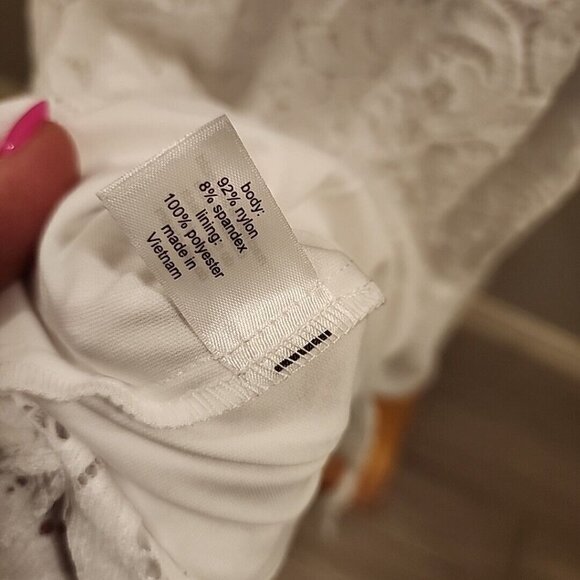 body:
92% nylon
8% spandex
lining:
100% polyester
made in
Vietnam